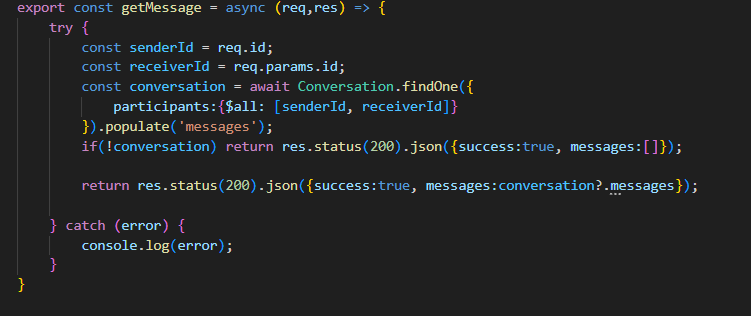 export const getMessage = async (req,res) => {
    try {
        const senderId = req.id;
        const receiverId = req.params.id;
        const conversation = await Conversation.findOne({
            participants:{$all: [senderId, receiverId]}
        }).populate('messages');
        if(!conversation) return res.status(200).json({success:true, messages:[]});

        return res.status(200).json({success:true, messages:conversation?.messages});

    } catch (error) {
        console.log(error);
    }
}